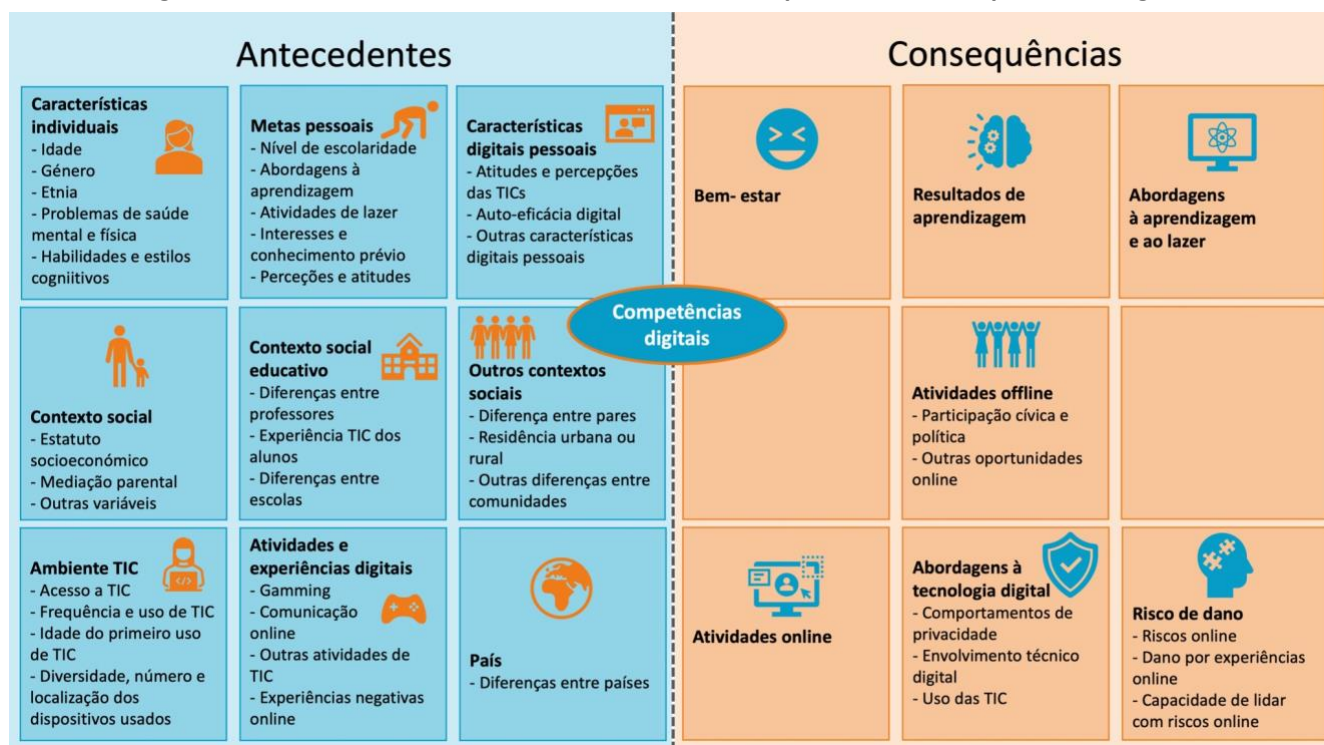 Antecedentes
Características
individuais
- Idade
- Género
- Etnia
- Problemas de saúde
mental e física
- Habilidades e estilos
cogniitivos
Metas pessoais
- Nível de escolaridade
- Abordagens à
aprendizagem
- Atividades de lazer
- Interesses e
conhecimento prévio
- Perceções e atitudes
Características
digitais pessoais
- Atitudes e percepções
das TICs
- Auto-eficácia digital
- Outras características
digitais pessoais
Contexto social
- Estatuto
socioeconómico
- Mediação parental
- Outras variáveis
Contexto social
educativo
- Diferenças entre
professores
- Experiência TIC dos
alunos
- Diferenças entre
escolas
Outros contextos
sociais
- Diferença entre pares
- Residência urbana ou
rural
- Outras diferenças entre
comunidades
Ambiente TIC
- Acesso a TIC
- Frequência e uso de TIC
- Idade do primeiro uso
de TIC
- Diversidade, número e
localização dos
dispositivos usados
Atividades e
experiências digitais
- Gamming
- Comunicação
online
- Outras atividades de
TIC
- Experiências negativas
online
País
- Diferenças entre países
Competências
digitais
Consequências
Bem- estar
Resultados de
aprendizagem
Abordagens
à aprendizagem
e ao lazer
Atividades offline
- Participação cívica e
política
- Outras oportunidades
online
Atividades online
Abordagens à
tecnologia digital
- Comportamentos de
privacidade
- Envolvimento técnico
digital
- Uso das TIC
Risco de dano
- Riscos online
- Dano por experiências
online
- Capacidade de lidar
com riscos online